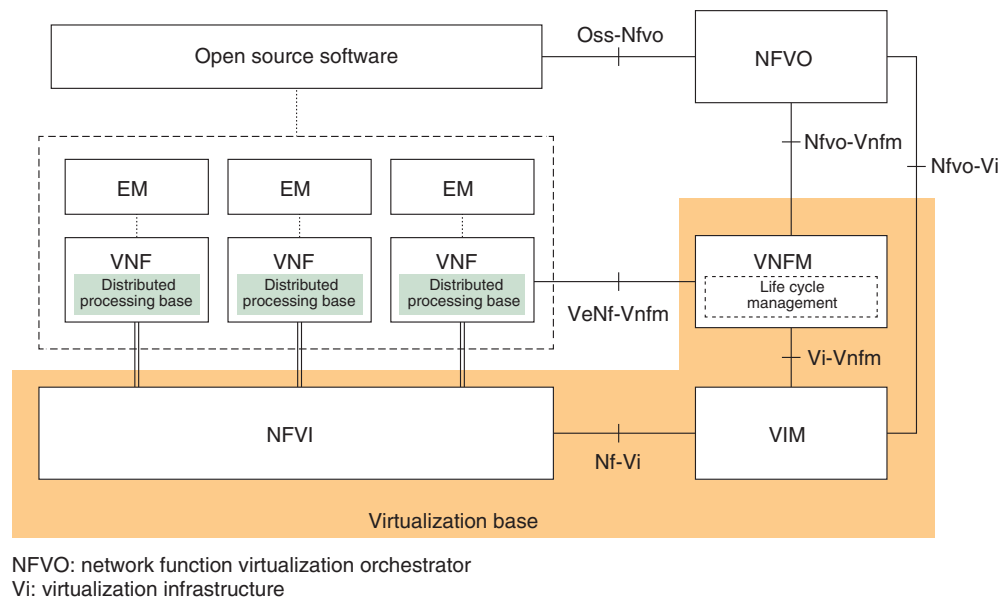 Oss-Nfvo
Open source software
NFVO
Nfvo-Vnfm
Nfvo-Vi
EM
EM
EM
VNF
Distributed
processing base
VNF
Distributed
processing base
VNF
Distributed
processing base
VeNf-Vnfm
VNFM
Life cycle
management
Vi-Vnfm
NFVI
Nf-Vi
VIM
Virtualization base
NFVO: network function virtualization orchestrator
Vi: virtualization infrastructure